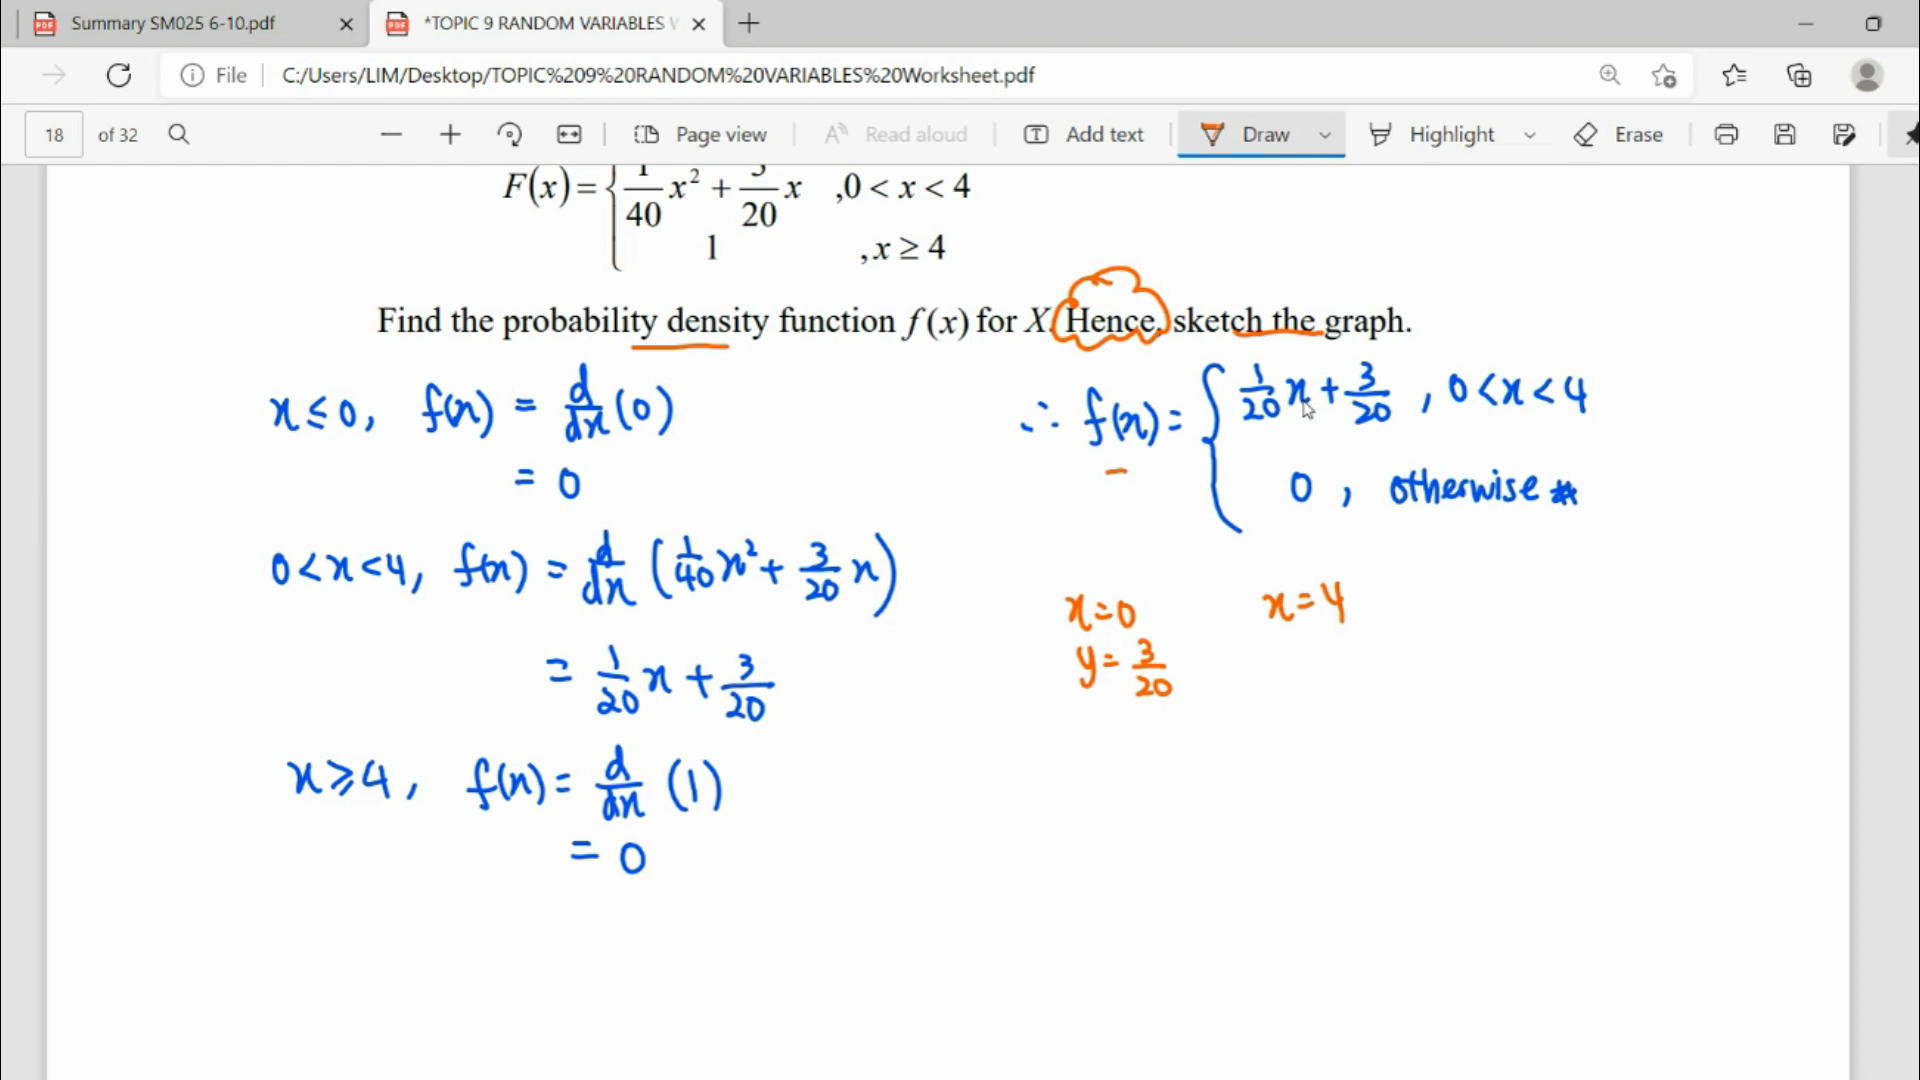 Summary SM025 6-10.pdf
*TOPIC 9 RANDOM VARIABLES
File C:/Users/LIM/Desktop/TOPIC%209%20RANDOM%20VARIABLES%20Worksheet.pdf
18 of 32 Page view Read aloud Add text Draw Highlight Erase
F(x) = { 1/40 x² + 3/20 x , 0 < x < 4
1 , x ≥ 4
Find the probability density function f(x) for X. Hence, sketch the graph.
x ≤ 0, f(x) = d/dx (0)
= 0
0 < x < 4, f(x) = d/dx (1/40 x² + 3/20 x)
= 1/20 x + 3/20
x ≥ 4, f(x) = d/dx (1)
= 0
∴ f(x) = { 1/20 x + 3/20 , 0 < x < 4
0 , otherwise #
x = 0
y = 3/20
x = 4